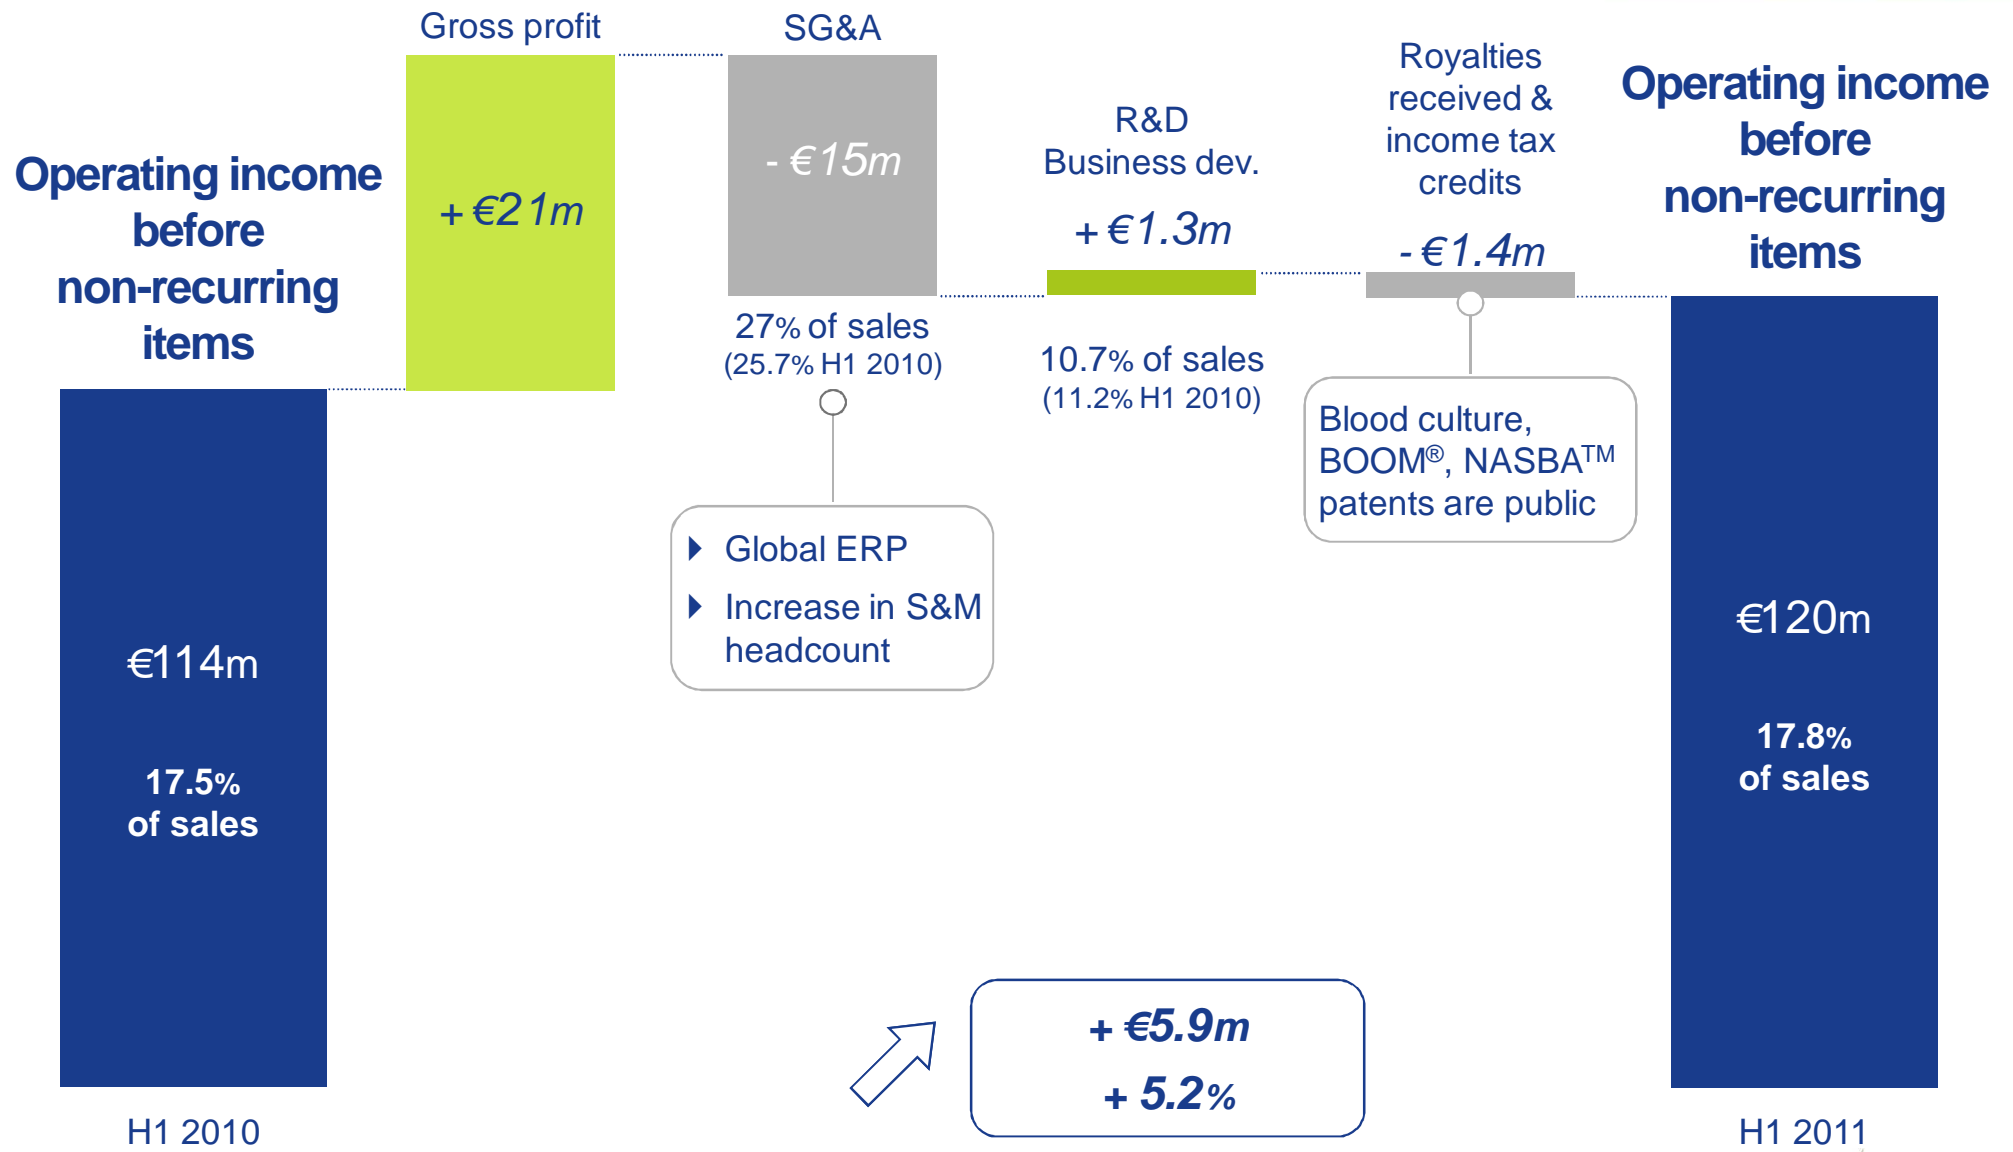 Operating income
before
non-recurring
items
€114m
17.5%
of sales
H1 2010
Gross profit
+ €21m
SG&A
- €15m
27% of sales
(25.7% H1 2010)
Global ERP
Increase in S&M
headcount
R&D
Business dev.
+ €1.3m
10.7% of sales
(11.2% H1 2010)
Royalties
received &
income tax
credits
- €1.4m
Blood culture,
BOOM®, NASBA™
patents are public
+ €5.9m
+ 5.2%
Operating income
before
non-recurring
items
€120m
17.8%
of sales
H1 2011